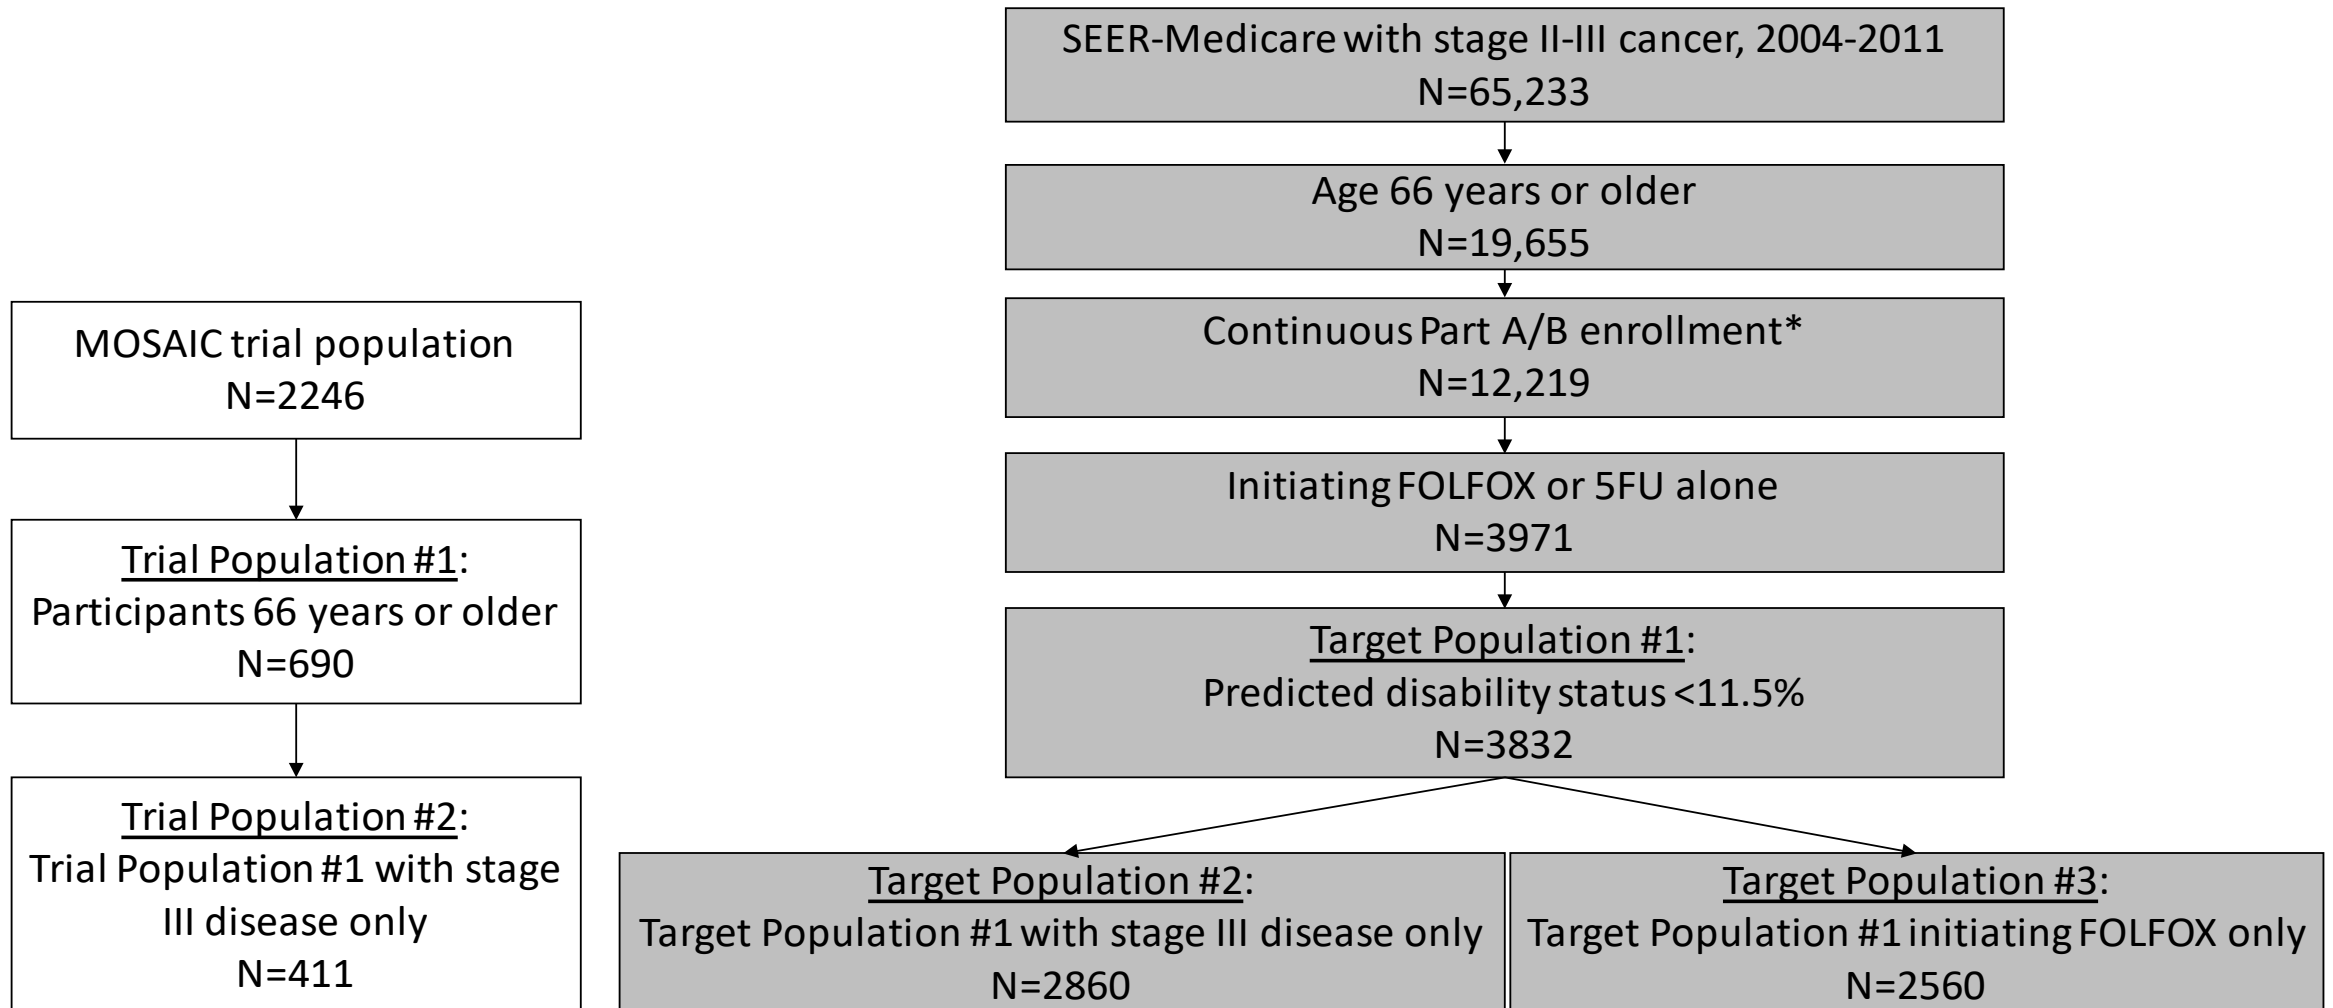 MOSAIC trial population
N=2246
Trial Population #1:
Participants 66 years or older
N=690
Trial Population #2:
Trial Population #1 with stage
III disease only
N=411
SEER-Medicare with stage II-III cancer, 2004-2011
N=65,233
Age 66 years or older
N=19,655
Continuous Part A/B enrollment*
N=12,219
Initiating FOLFOX or 5FU alone
N=3971
Target Population #1:
Predicted disability status <11.5%
N=3832
Target Population #2:
Target Population #1 with stage III disease only
N=2860
Target Population #3:
Target Population #1 initiating FOLFOX only
N=2560